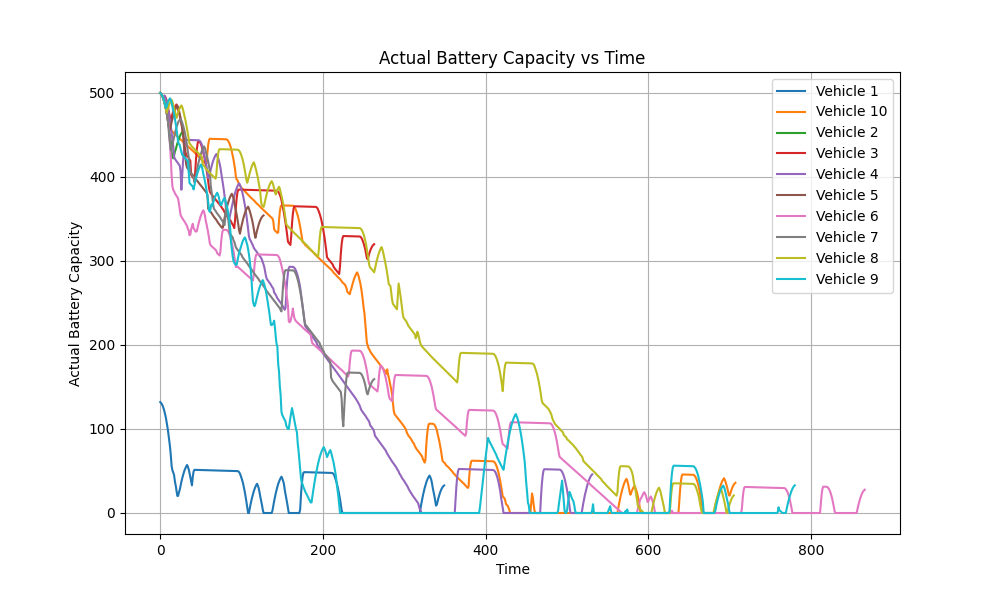 Actual Battery Capacity vs Time
500
400
300
200
100
0
Actual Battery Capacity
0
200
400
600
800
Time
Vehicle 1
Vehicle 10
Vehicle 2
Vehicle 3
Vehicle 4
Vehicle 5
Vehicle 6
Vehicle 7
Vehicle 8
Vehicle 9